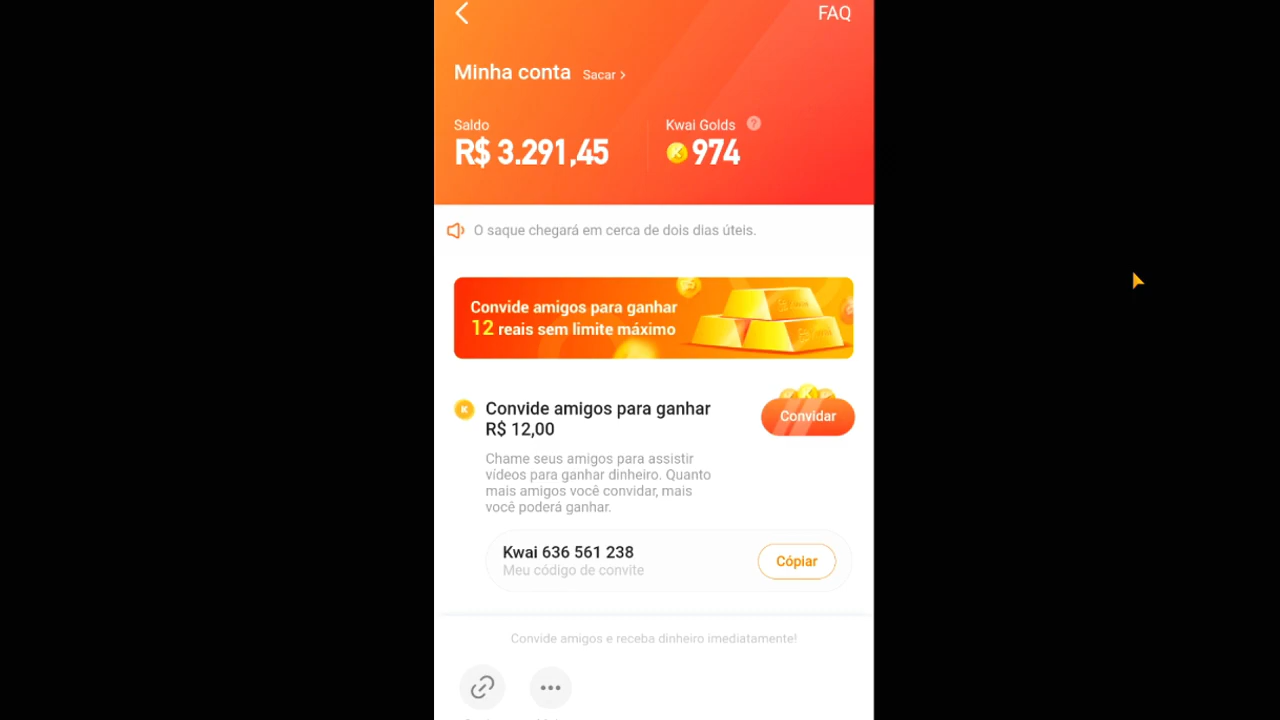 FAQ
Minha conta Sacar >
Saldo
Kwai Golds ?
R$ 3.291,45
974
O saque chegará em cerca de dois dias úteis.
Convide amigos para ganhar
12 reais sem limite máximo
Convide amigos para ganhar
R$ 12,00
Convidar
Chame seus amigos para assistir
vídeos para ganhar dinheiro. Quanto
mais amigos você convidar, mais
você poderá ganhar.
Kwai 636 561 238
Meu código de convite
Cópiar
Convide amigos e receba dinheiro imediatamente!